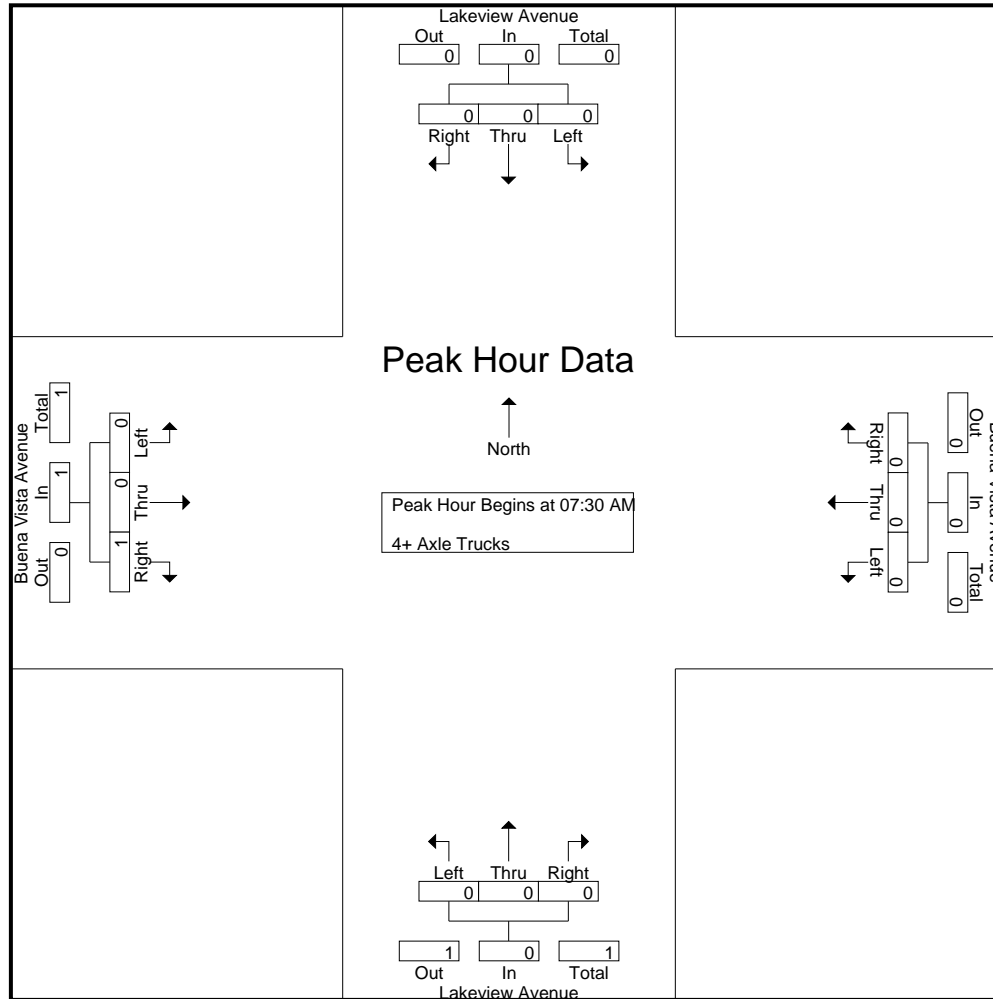 Lakeview Avenue
Out In Total
0 0 0
0 0 0
Right Thru Left
Peak Hour Data
North
Peak Hour Begins at 07:30 AM
4+ Axle Trucks
Buena Vista Avenue
Total In Out
1 1 0
0 0 1
Left Thru Right
Right Thru Left
0 0 0
0 0 0
Out In Total
Buena Vista Avenue
Left Thru Right
0 0 0
1 0 1
Out In Total
Lakeview Avenue